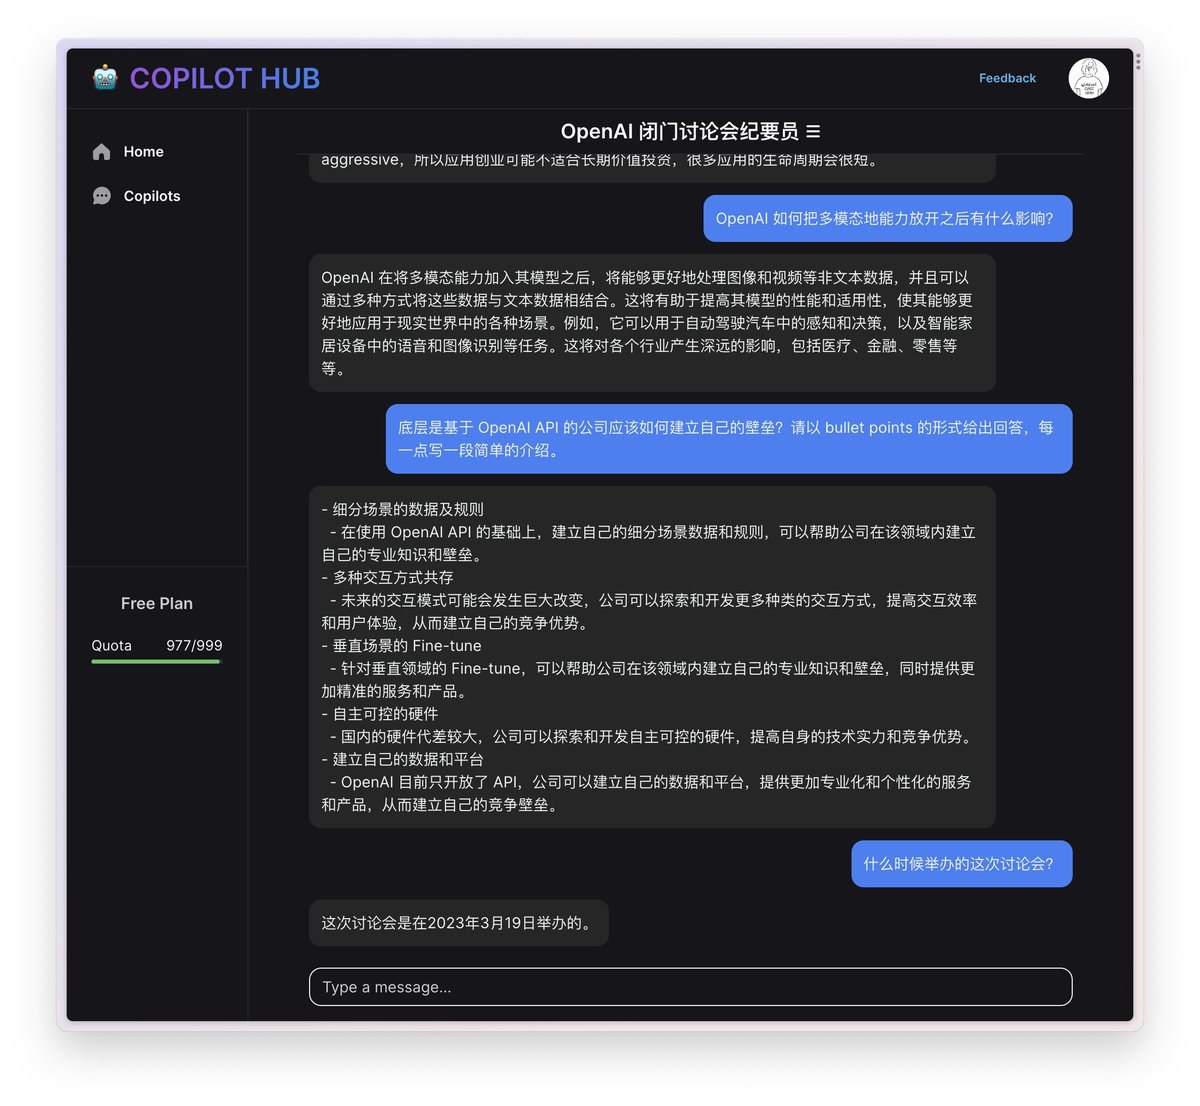 COPILOT HUB
Feedback
Home
Copilots
Free Plan
Quota 977/999
OpenAI 闭门讨论会纪要员
aggressive，所以应用创业可能不适合长期价值投资，很多应用的生命周期会很短。
OpenAI 如何把多模态地能力放开之后有什么影响？
OpenAI 在将多模态能力加入其模型之后，将能够更好地处理图像和视频等非文本数据，并且可以
通过多种方式将这些数据与文本数据相结合。这将有助于提高其模型的性能和适用性，使其能够更
好地应用于现实世界中的各种场景。例如，它可以用于自动驾驶汽车中的感知和决策，以及智能家
居设备中的语音和图像识别等任务。这将对各个行业产生深远的影响，包括医疗、金融、零售等
等。
底层是基于 OpenAI API 的公司应该如何建立自己的壁垒？请以 bullet points 的形式给出回答，每
一点写一段简单的介绍。
- 细分场景的数据及规则
- 在使用 OpenAI API 的基础上，建立自己的细分场景数据和规则，可以帮助公司在该领域内建立
自己的专业知识和壁垒。
- 多种交互方式共存
- 未来的交互模式可能会发生巨大改变，公司可以探索和开发更多种类的交互方式，提高交互效率
和用户体验，从而建立自己的竞争优势。
- 垂直场景的 Fine-tune
- 针对垂直领域的 Fine-tune，可以帮助公司在该领域内建立自己的专业知识和壁垒，同时提供更
加精准的服务和产品。
- 自主可控的硬件
- 国内的硬件代差较大，公司可以探索和开发自主可控的硬件，提高自身的技术实力和竞争优势。
- 建立自己的数据和平台
- OpenAI 目前只开放了 API，公司可以建立自己的数据和平台，提供更加专业化和个性化的服务
和产品，从而建立自己的竞争壁垒。
什么时候举办的这次讨论会？
这次讨论会是在2023年3月19日举办的。
Type a message...